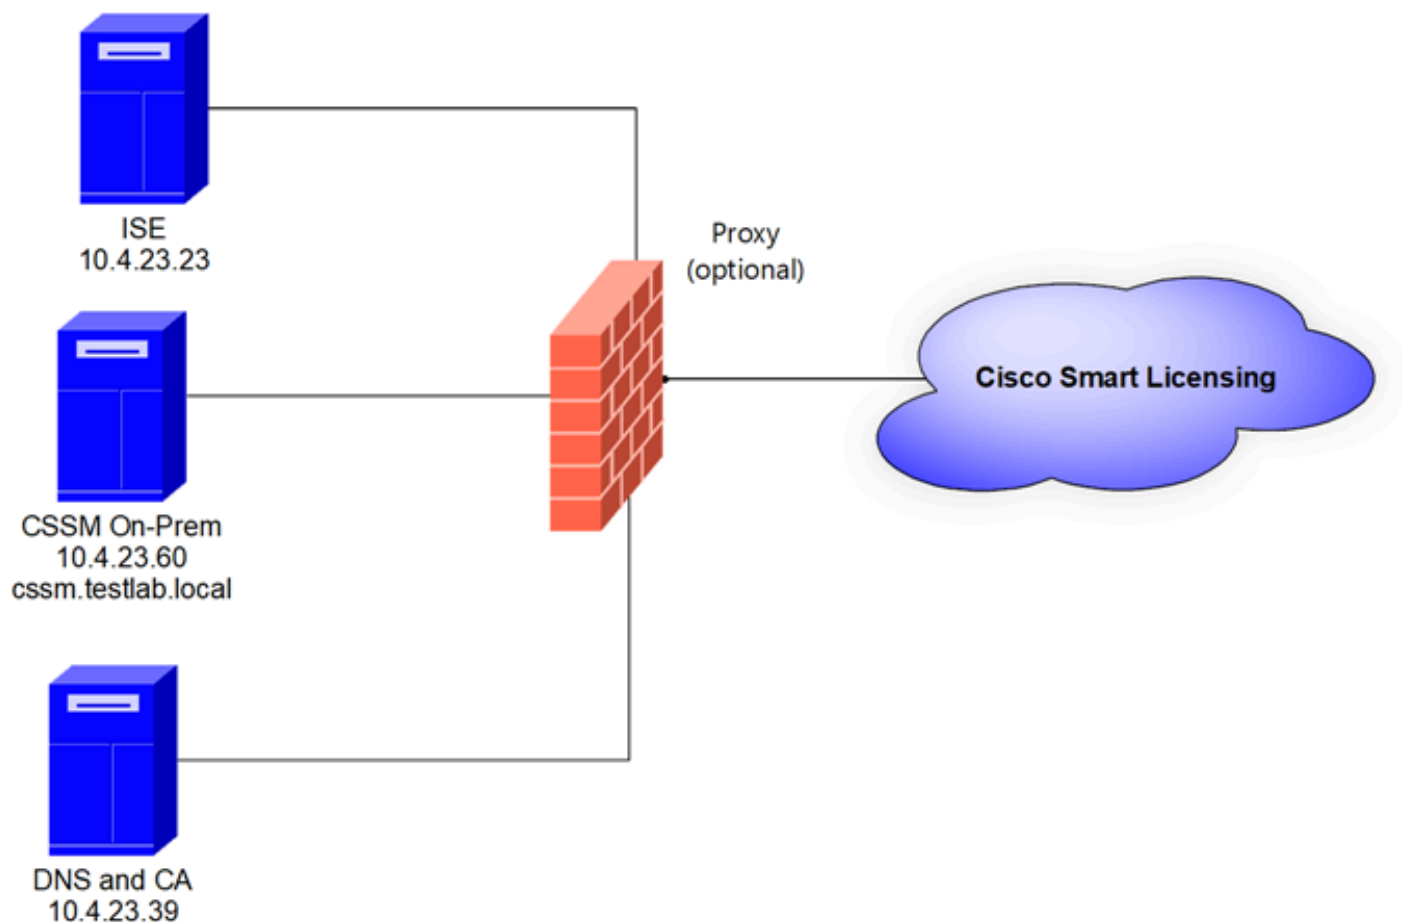 ISE
10.4.23.23
Proxy
(optional)
Cisco Smart Licensing
CSSM On-Prem
10.4.23.60
cssm.testlab.local
DNS and CA
10.4.23.39